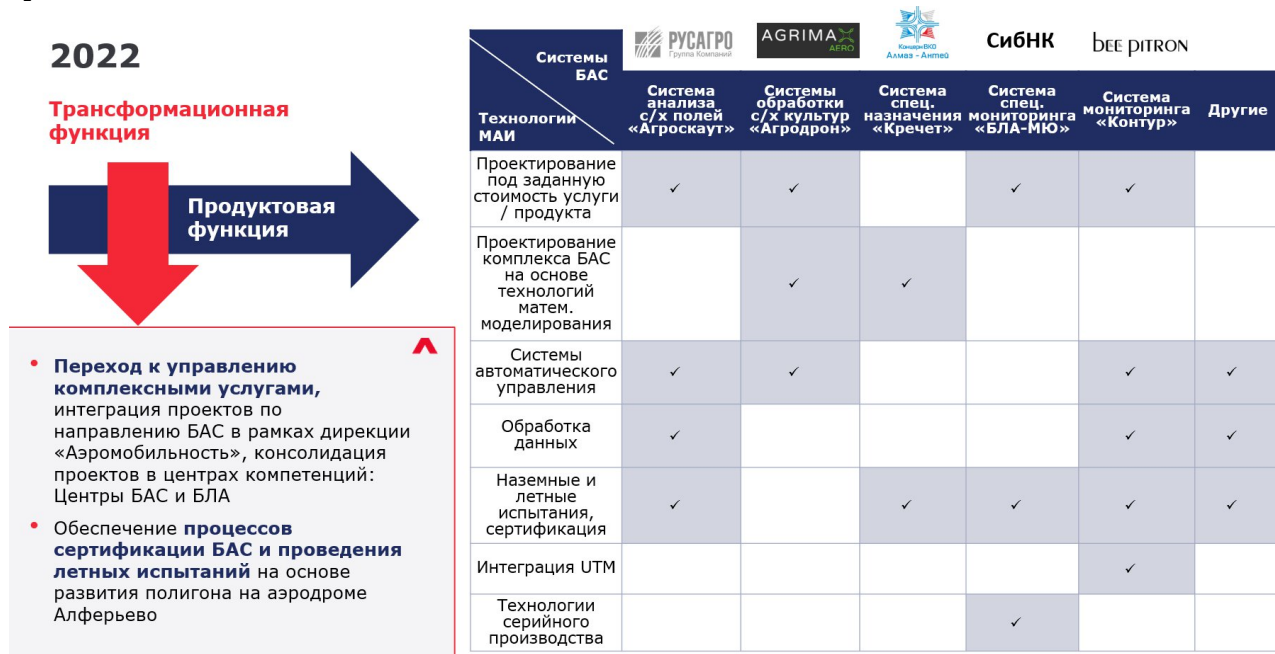 2022
Трансформационная
функция
Продуктовая
функция
• Переход к управлению
комплексными услугами,
интеграция проектов по
направлению БАС в рамках дирекции
«Аэромобильность», консолидация
проектов в центрах компетенций:
Центры БАС и БЛА
• Обеспечение процессов
сертификации БАС и проведения
летных испытаний на основе
развития полигона на аэродроме
Алферьево
РУСАГРО
Группа Компаний
AGRIMAX
AERO
Концерн ВКО
Алмаз – Антей
СибНК
bee pitron
Системы
БАС
Технологии
МАИ
Система
анализа
с/х полей
«Агроскаут»
Системы
обработки
с/х культур
«Агродрон»
Система
спец.
назначения
«Кречет»
Система
спец.
мониторинга
«БЛА-МЮ»
Система
мониторинга
«Контур»
Другие
Проектирование
под заданную
стоимость услуги
/ продукта
✓ ✓ ✓ ✓
Проектирование
комплекса БАС
на основе
технологий
матем.
моделирования
✓ ✓
Системы
автоматического
управления
✓ ✓ ✓ ✓
Обработка
данных
✓ ✓ ✓
Наземные и
летные
испытания,
сертификация
✓ ✓ ✓ ✓ ✓
Интеграция UTM
✓
Технологии
серийного
производства
✓